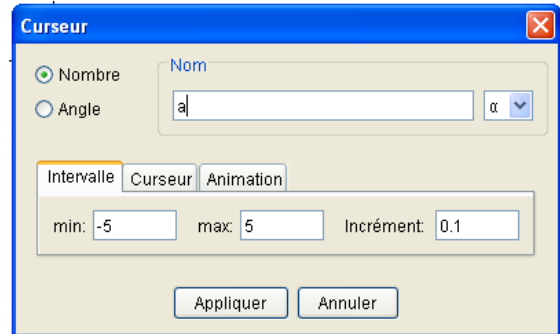 Curseur
Nombre
Angle
Nom
a
α
Intervalle Curseur Animation
min: -5 max: 5 Incrément: 0.1
Appliquer Annuler